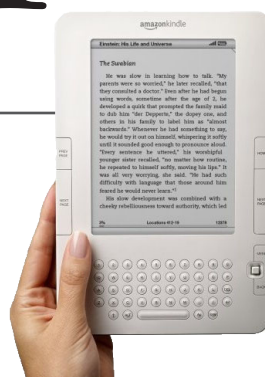 amazonkindle
Einstein: His Life and Universe
The Swabian
He was slow in learning how to talk. "My
parents were so worried," he later recalled, "that
they consulted a doctor." Even after he had begun
using words, sometime after the age of 2, he
developed a quirk that prompted the family maid
to dub him "der Depperte," the dopey one, and
others in his family to label him as "almost
backwards." Whenever he had something to say,
he would try it out on himself, whispering it softly
until it sounded good enough to pronounce aloud.
"Every sentence he uttered," his worshipful
younger sister recalled, "no matter how routine,
he repeated to himself softly, moving his lips." It
was all very worrying, she said. "He had such
difficulty with language that those around him
feared he would never learn."
His slow development was combined with a
cheeky rebelliousness toward authority, which led
PREV
PAGE
NEXT
PAGE
HOME